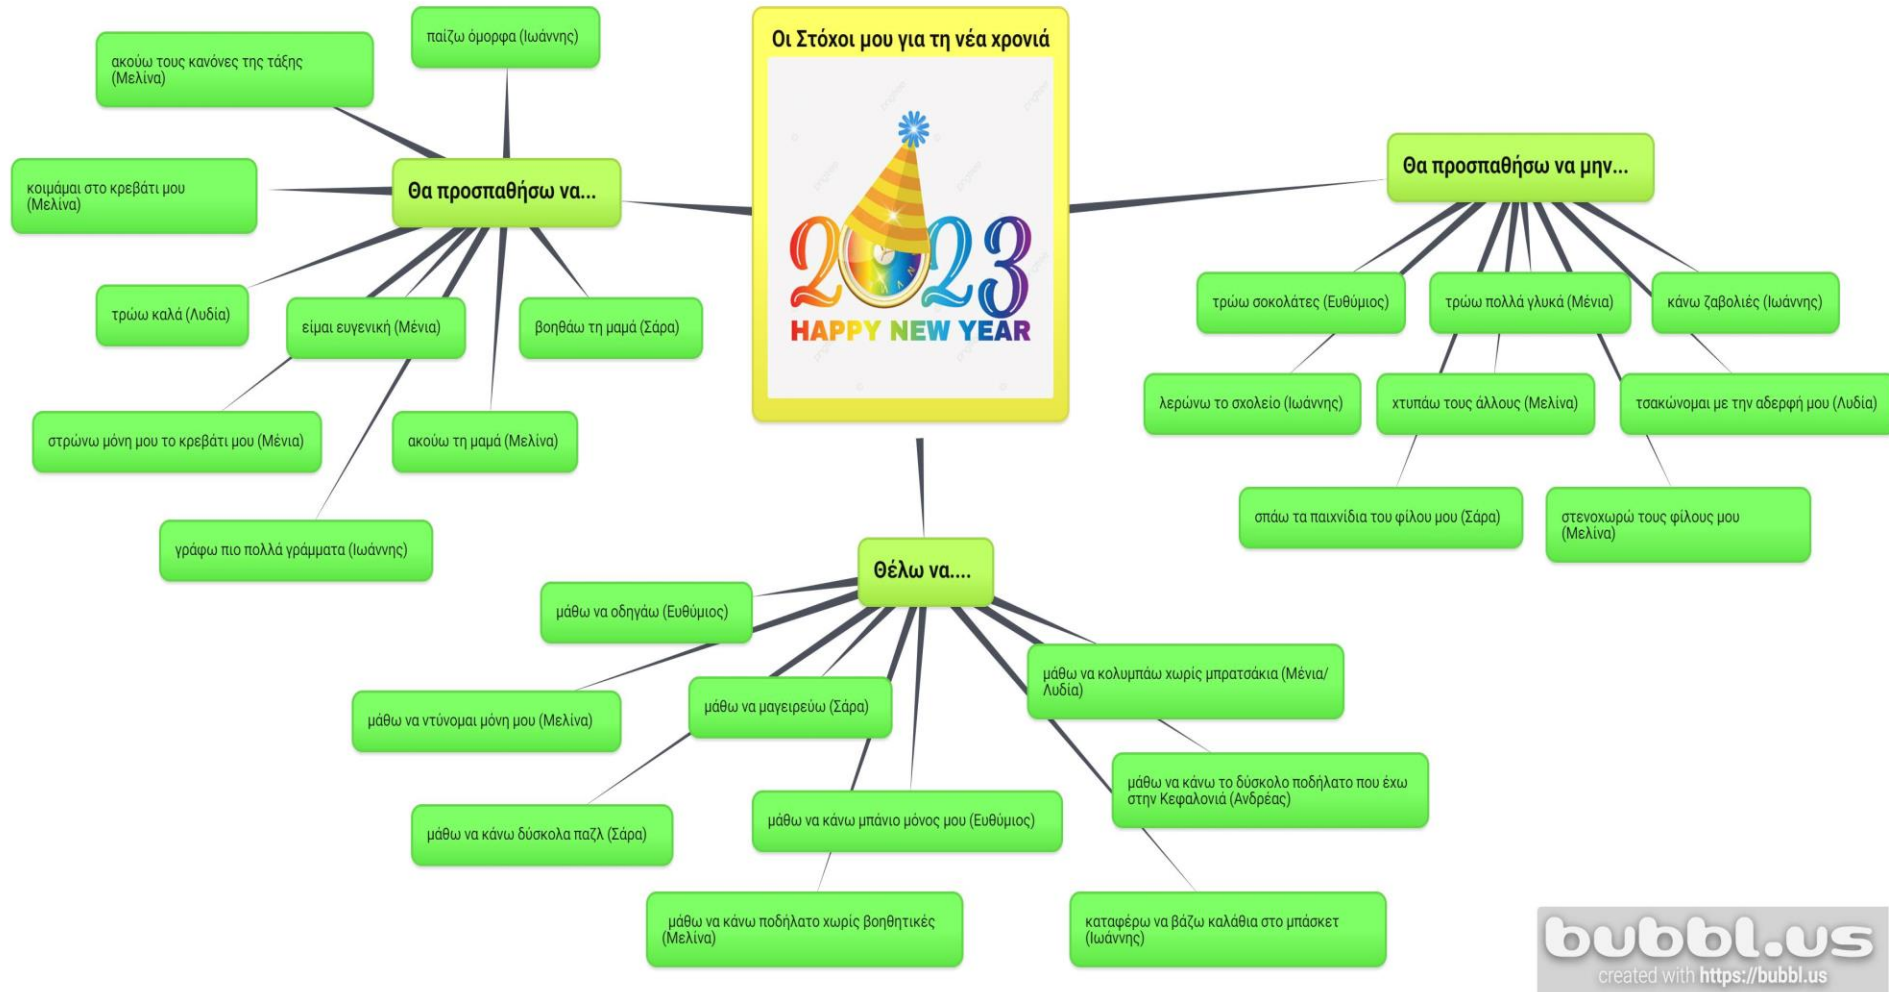 Οι Στόχοι μου για τη νέα χρονιά
2023
HAPPY NEW YEAR
Θα προσπαθήσω να...
παίζω όμορφα (Ιωάννης)
ακούω τους κανόνες της τάξης
(Μελίνα)
κοιμάμαι στο κρεβάτι μου
(Μελίνα)
τρώω καλά (Λυδία)
είμαι ευγενική (Μένια)
βοηθάω τη μαμά (Σάρα)
στρώνω μόνη μου το κρεβάτι μου (Μένια)
ακούω τη μαμά (Μελίνα)
γράφω πιο πολλά γράμματα (Ιωάννης)
Θα προσπαθήσω να μην...
τρώω σοκολάτες (Ευθύμιος)
τρώω πολλά γλυκά (Μένια)
κάνω ζαβολιές (Ιωάννης)
λερώνω το σχολείο (Ιωάννης)
χτυπάω τους άλλους (Μελίνα)
τσακώνομαι με την αδερφή μου (Λυδία)
σπάω τα παιχνίδια του φίλου μου (Σάρα)
στενοχωρώ τους φίλους μου
(Μελίνα)
Θέλω να....
μάθω να οδηγάω (Ευθύμιος)
μάθω να κολυμπάω χωρίς μπρατσάκια (Μένια/
Λυδία)
μάθω να ντύνομαι μόνη μου (Μελίνα)
μάθω να μαγειρεύω (Σάρα)
μάθω να κάνω το δύσκολο ποδήλατο που έχω
στην Κεφαλονιά (Ανδρέας)
μάθω να κάνω δύσκολα παζλ (Σάρα)
μάθω να κάνω μπάνιο μόνος μου (Ευθύμιος)
μάθω να κάνω ποδήλατο χωρίς βοηθητικές
(Μελίνα)
καταφέρω να βάζω καλάθια στο μπάσκετ
(Ιωάννης)
bubbl.us
created with https://bubbl.us